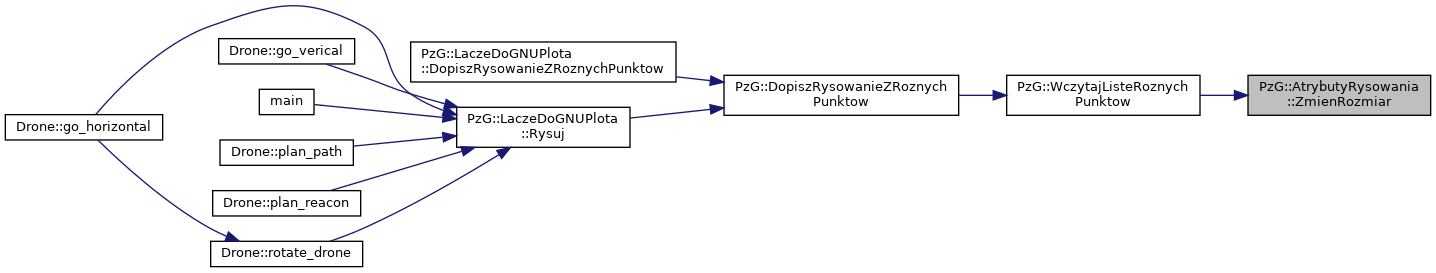 Drone::go_horizontal
Drone::go_verical
main
Drone::plan_path
Drone::plan_reacon
Drone::rotate_drone
PzG::LaczeDoGNUPlota
::DopiszRysowanieZRoznychPunktow
PzG::LaczeDoGNUPlota
::Rysuj
PzG::DopiszRysowanieZRoznych
Punktow
PzG::WczytajListeRoznych
Punktow
PzG::AtrybutyRysowania
::ZmienRozmiar